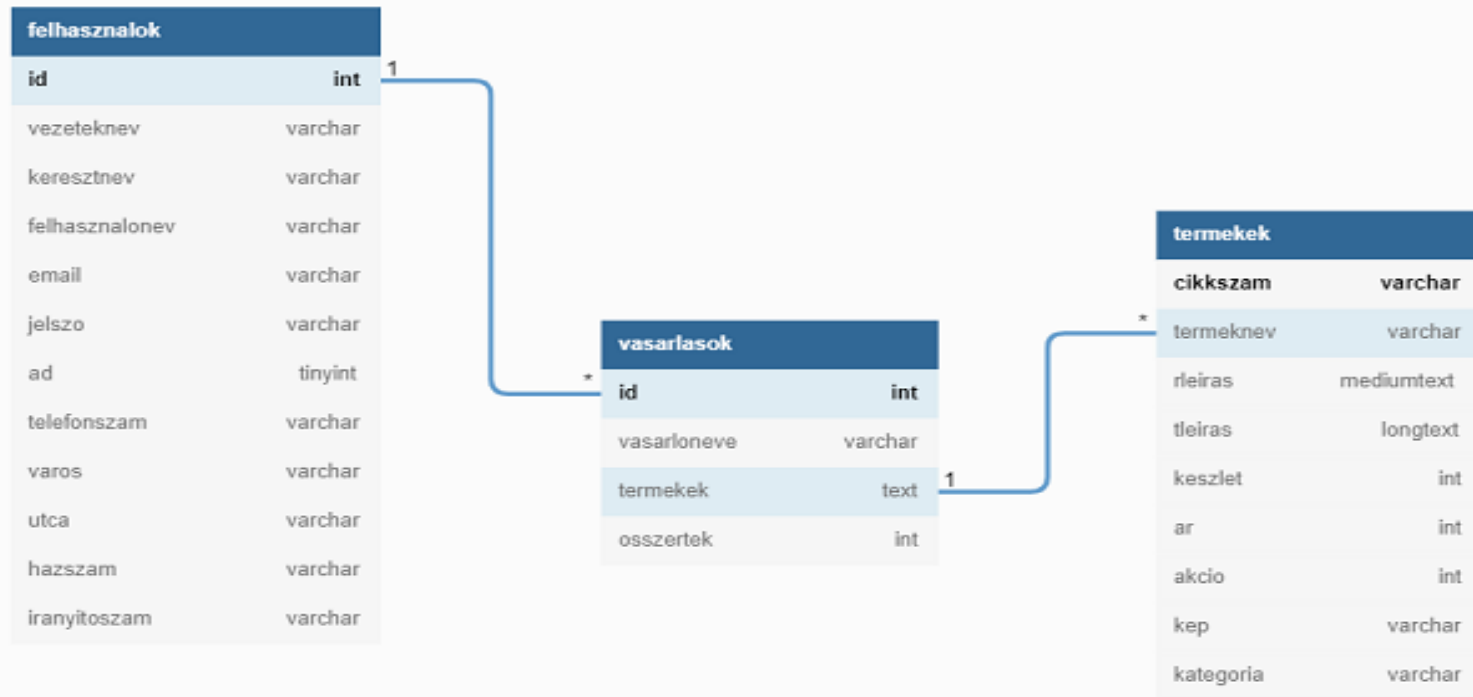 felhasznalok
id int 1
vezeteknev varchar
keresztnev varchar
felhasznalonev varchar
email varchar
jelszo varchar
ad tinyint
telefonszam varchar
varos varchar
utca varchar
hazszam varchar
iranyitoszam varchar
vasarlasok
* id int
vasarloneve varchar
termekek text 1
osszertek int
termekek
cikkszam varchar
* termeknev varchar
rleiras mediumtext
tleiras longtext
keszlet int
ar int
akcio int
kep varchar
kategoria varchar